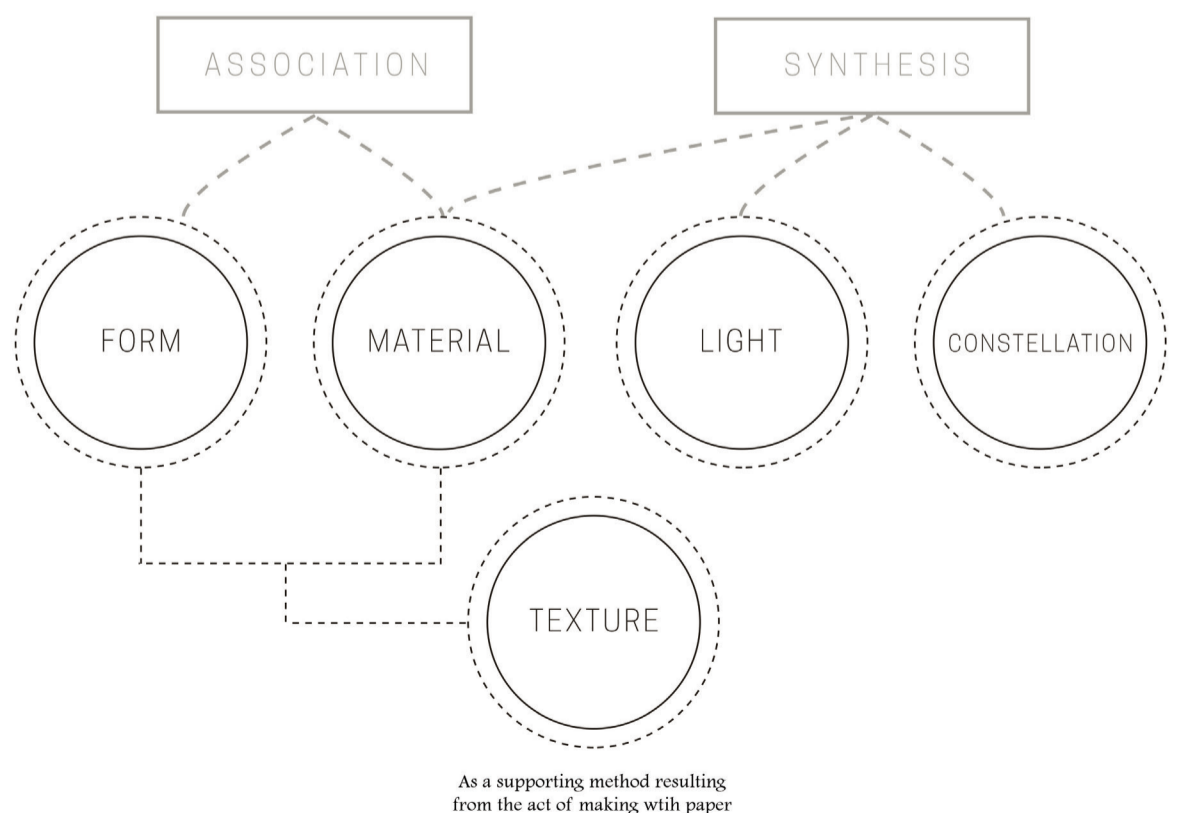 ASSOCIATION
SYNTHESIS
FORM
MATERIAL
LIGHT
CONSTELLATION
TEXTURE
As a supporting method resulting
from the act of making wtih paper